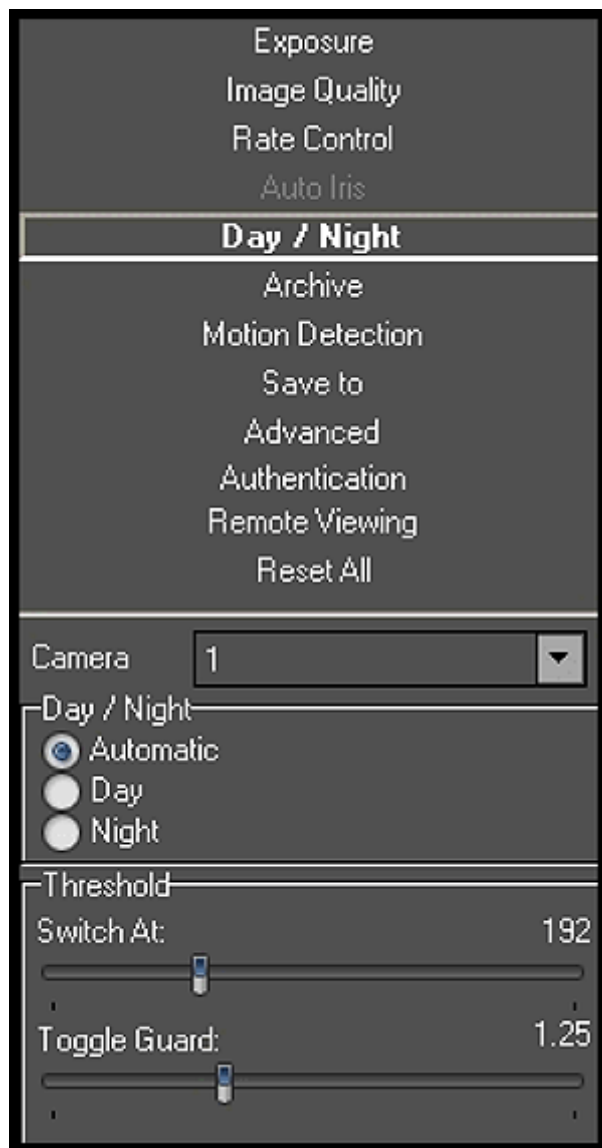 Exposure
Image Quality
Rate Control
Auto Iris
Day / Night
Archive
Motion Detection
Save to
Advanced
Authentication
Remote Viewing
Reset All
Camera 1
Day / Night
Automatic
Day
Night
Threshold
Switch At: 192
Toggle Guard: 1.25